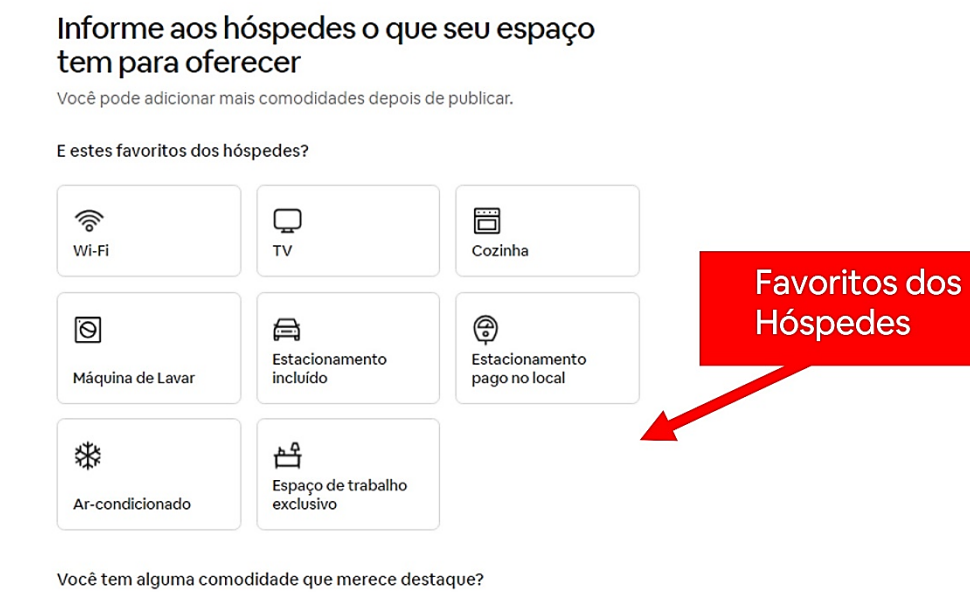 Informe aos hóspedes o que seu espaço
tem para oferecer
Você pode adicionar mais comodidades depois de publicar.
E estes favoritos dos hóspedes?
Wi-Fi
TV
Cozinha
Máquina de Lavar
Estacionamento
incluído
Estacionamento
pago no local
Ar-condicionado
Espaço de trabalho
exclusivo
Favoritos dos
Hóspedes
Você tem alguma comodidade que merece destaque?